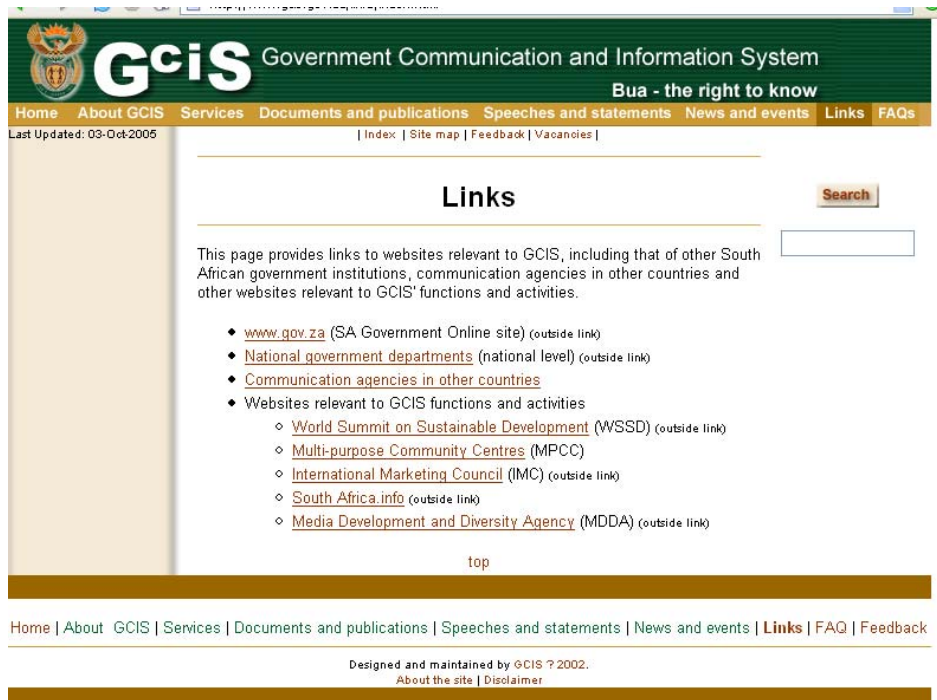 GciS Government Communication and Information System
Bua - the right to know
Home About GCIS Services Documents and publications Speeches and statements News and events Links FAQs
Last Updated: 03-Oct-2005
| Index | Site map | Feedback | Vacancies |
Links
Search
This page provides links to websites relevant to GCIS, including that of other South
African government institutions, communication agencies in other countries and
other websites relevant to GCIS' functions and activities.
www.gov.za (SA Government Online site) (outside link)
National government departments (national level) (outside link)
Communication agencies in other countries
Websites relevant to GCIS functions and activities
World Summit on Sustainable Development (WSSD) (outside link)
Multi-purpose Community Centres (MPCC)
International Marketing Council (IMC) (outside link)
South Africa.info (outside link)
Media Development and Diversity Agency (MDDA) (outside link)
top
Home | About GCIS | Services | Documents and publications | Speeches and statements | News and events | Links | FAQ | Feedback
Designed and maintained by GCIS ? 2002.
About the site | Disclaimer